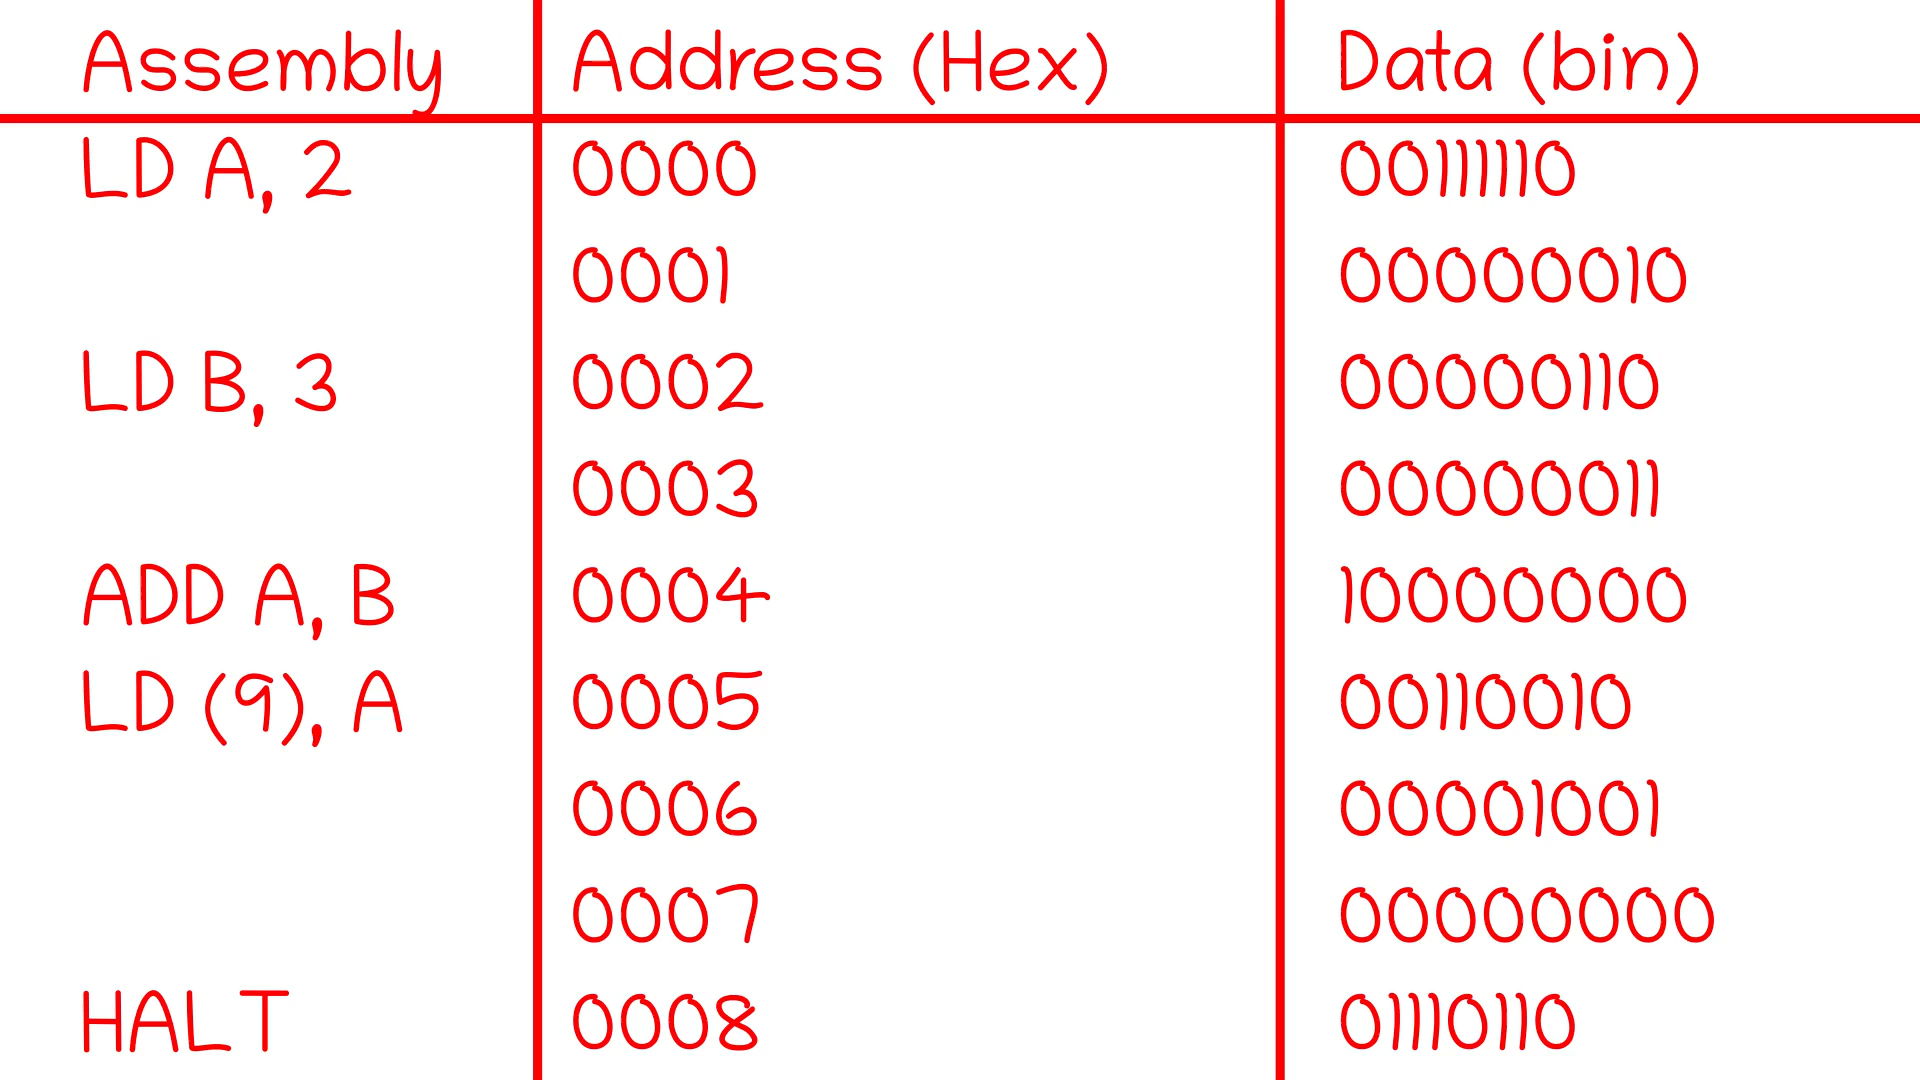 Assembly Address (Hex) Data (bin)
LD A, 2 0000 00111110
0001 00000010
LD B, 3 0002 00000110
0003 00000011
ADD A, B 0004 10000000
LD (9), A 0005 00110010
0006 00001001
0007 00000000
HALT 0008 01110110